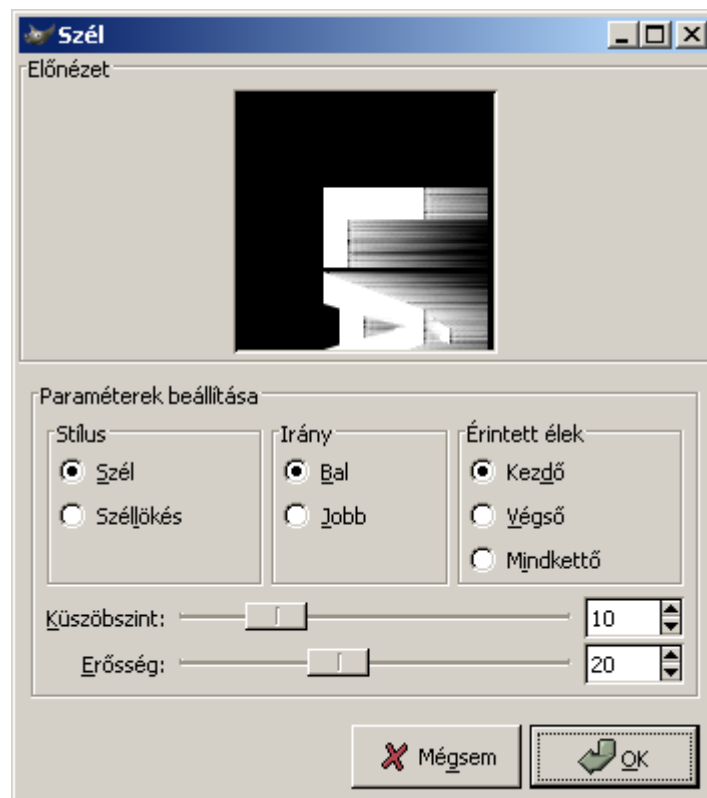 Szél
Előnézet
Paraméterek beállítása
Stílus
Szél
Széllökés
Irány
Bal
Jobb
Érintett élek
Kezdő
Végső
Mindkettő
Küszöbszint: 10
Erősség: 20
Mégsem
OK